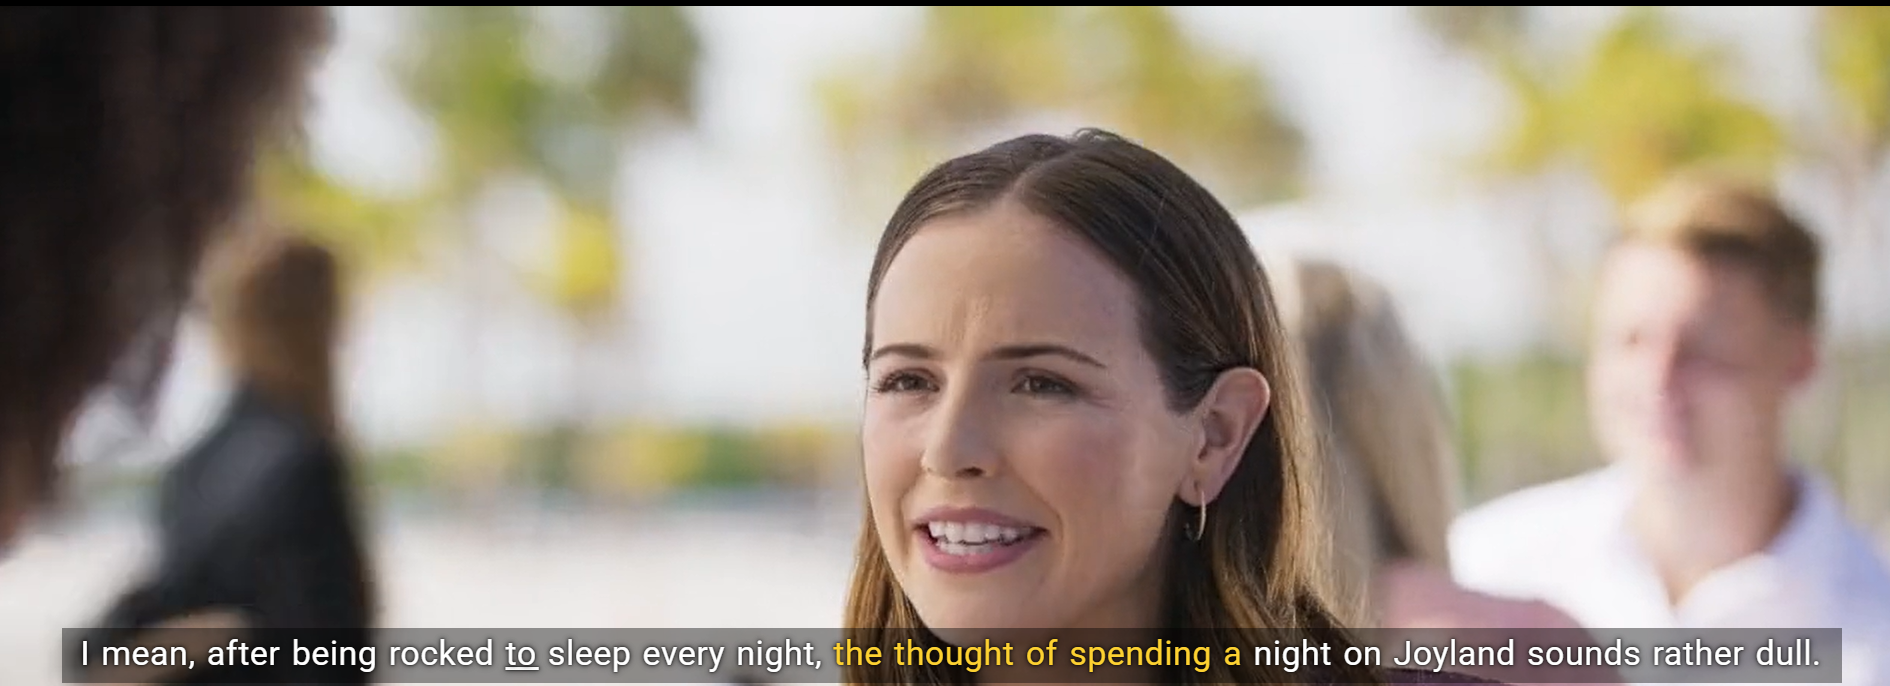 I mean, after being rocked to sleep every night, the thought of spending a night on Joyland sounds rather dull.